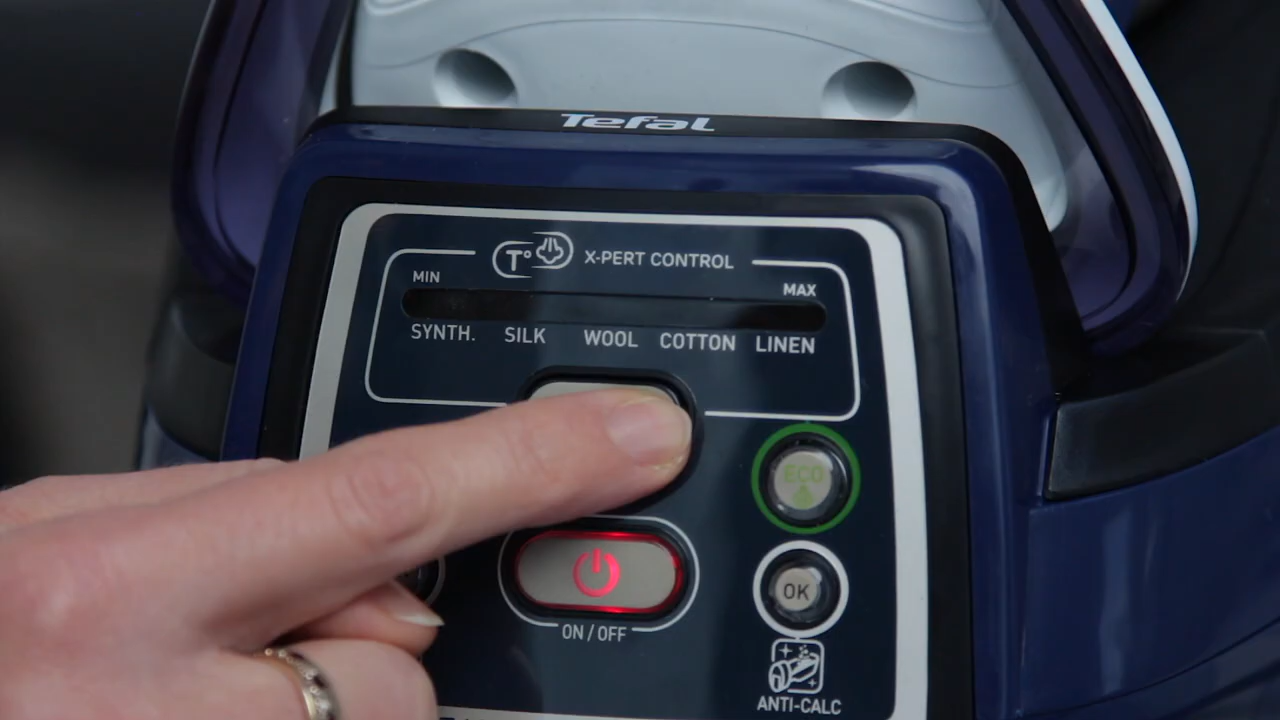 Tefal
T° X-PERT CONTROL
MIN MAX
SYNTH. SILK WOOL COTTON LINEN
ECO
OK
ON / OFF
ANTI-CALC